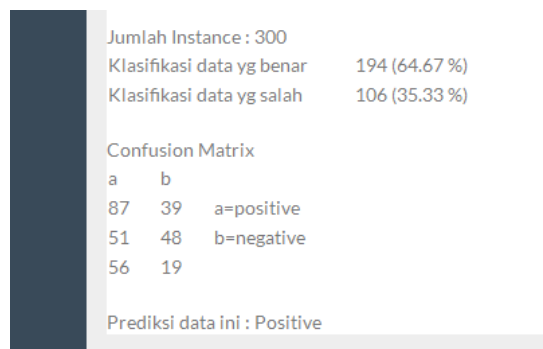 Jumlah Instance : 300
Klasifikasi data yg benar 194 (64.67 %)
Klasifikasi data yg salah 106 (35.33 %)
Confusion Matrix
a b
87 39 a=positive
51 48 b=negative
56 19
Prediksi data ini : Positive